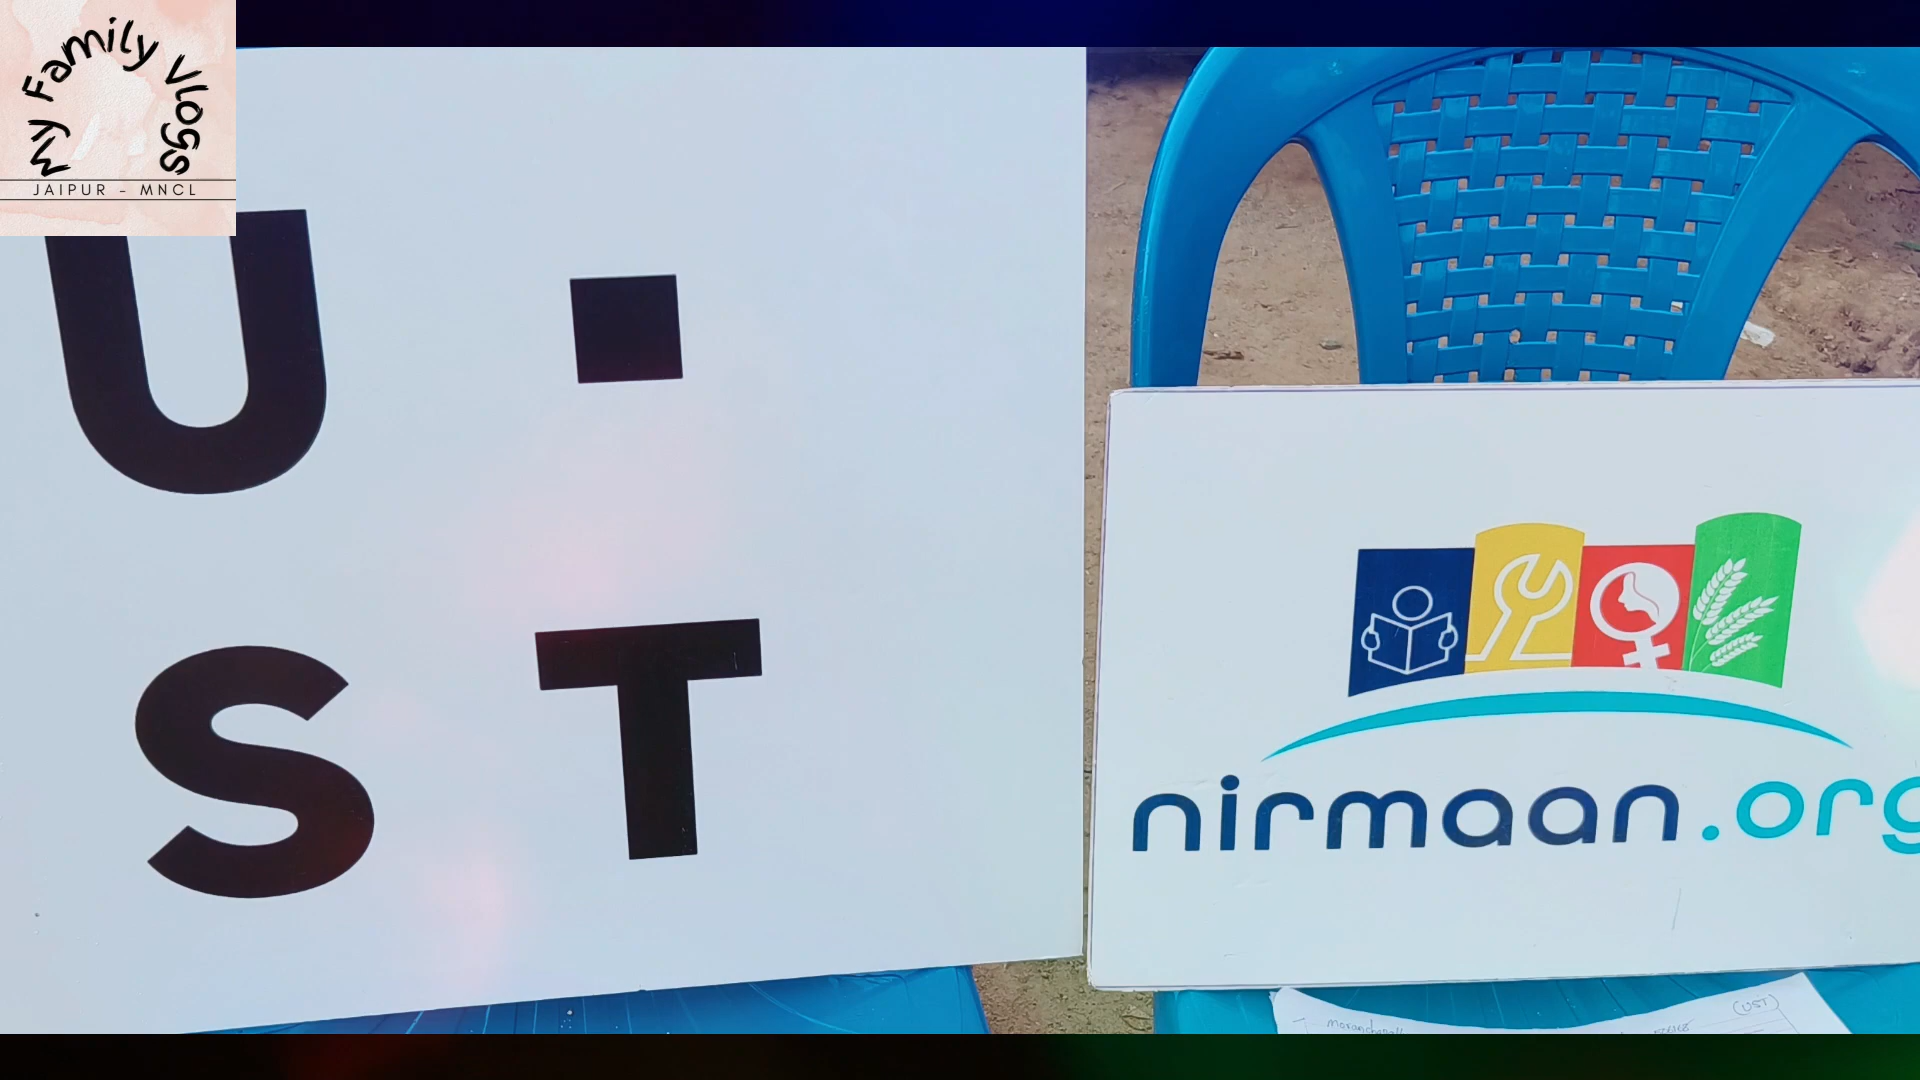 My Family Vlogs
JAIPUR - MNCL
U
S T
nirmaan.org
(UST)